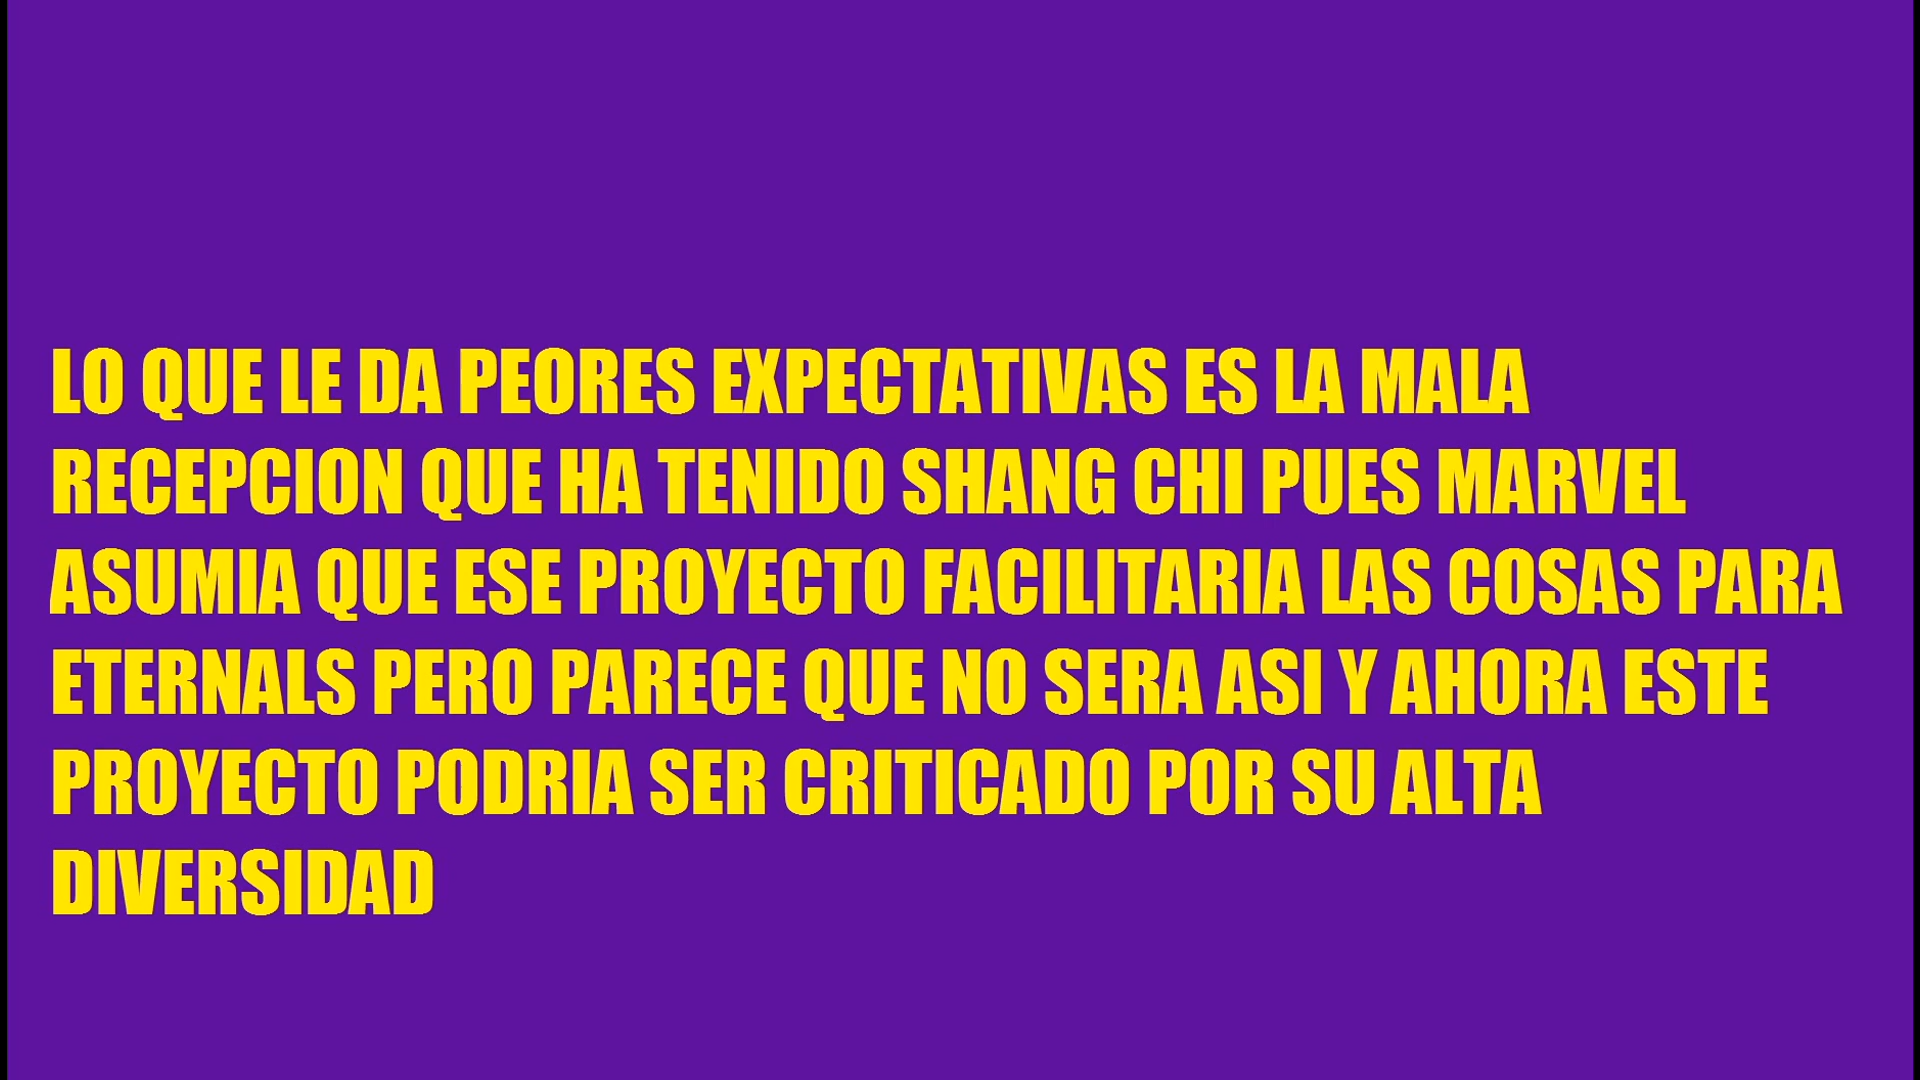 LO QUE LE DA PEORES EXPECTATIVAS ES LA MALA
RECEPCION QUE HA TENIDO SHANG CHI PUES MARVEL
ASUMIA QUE ESE PROYECTO FACILITARIA LAS COSAS PARA
ETERNALS PERO PARECE QUE NO SERA ASI Y AHORA ESTE
PROYECTO PODRIA SER CRITICADO POR SU ALTA
DIVERSIDAD